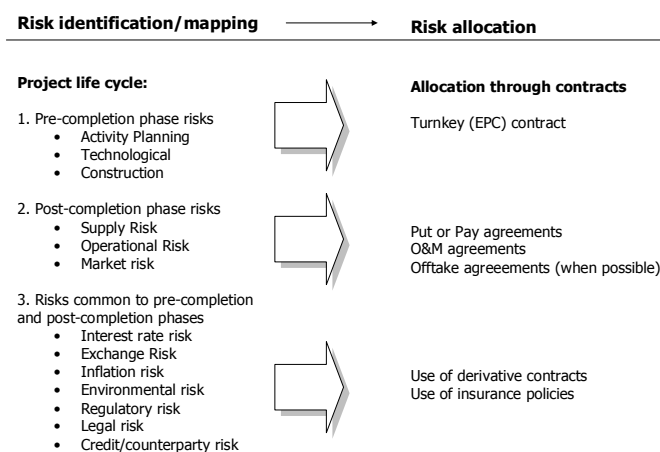 Risk identification/mapping
Risk allocation
Project life cycle:
Allocation through contracts
1. Pre-completion phase risks
• Activity Planning
• Technological
• Construction
Turnkey (EPC) contract
2. Post-completion phase risks
• Supply Risk
• Operational Risk
• Market risk
Put or Pay agreements
O&M agreements
Offtake agreeements (when possible)
3. Risks common to pre-completion
and post-completion phases
• Interest rate risk
• Exchange Risk
• Inflation risk
• Environmental risk
• Regulatory risk
• Legal risk
• Credit/counterparty risk
Use of derivative contracts
Use of insurance policies